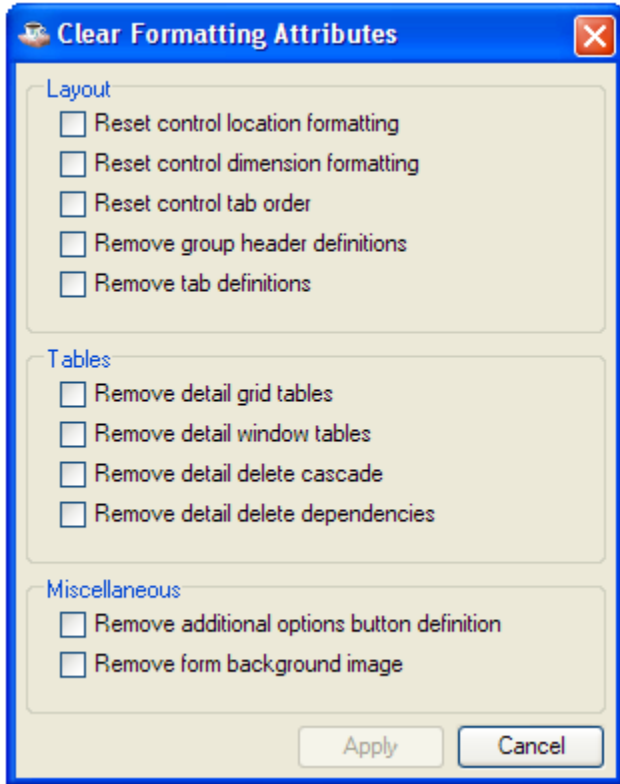 Clear Formatting Attributes
Layout
Reset control location formatting
Reset control dimension formatting
Reset control tab order
Remove group header definitions
Remove tab definitions
Tables
Remove detail grid tables
Remove detail window tables
Remove detail delete cascade
Remove detail delete dependencies
Miscellaneous
Remove additional options button definition
Remove form background image
Apply Cancel